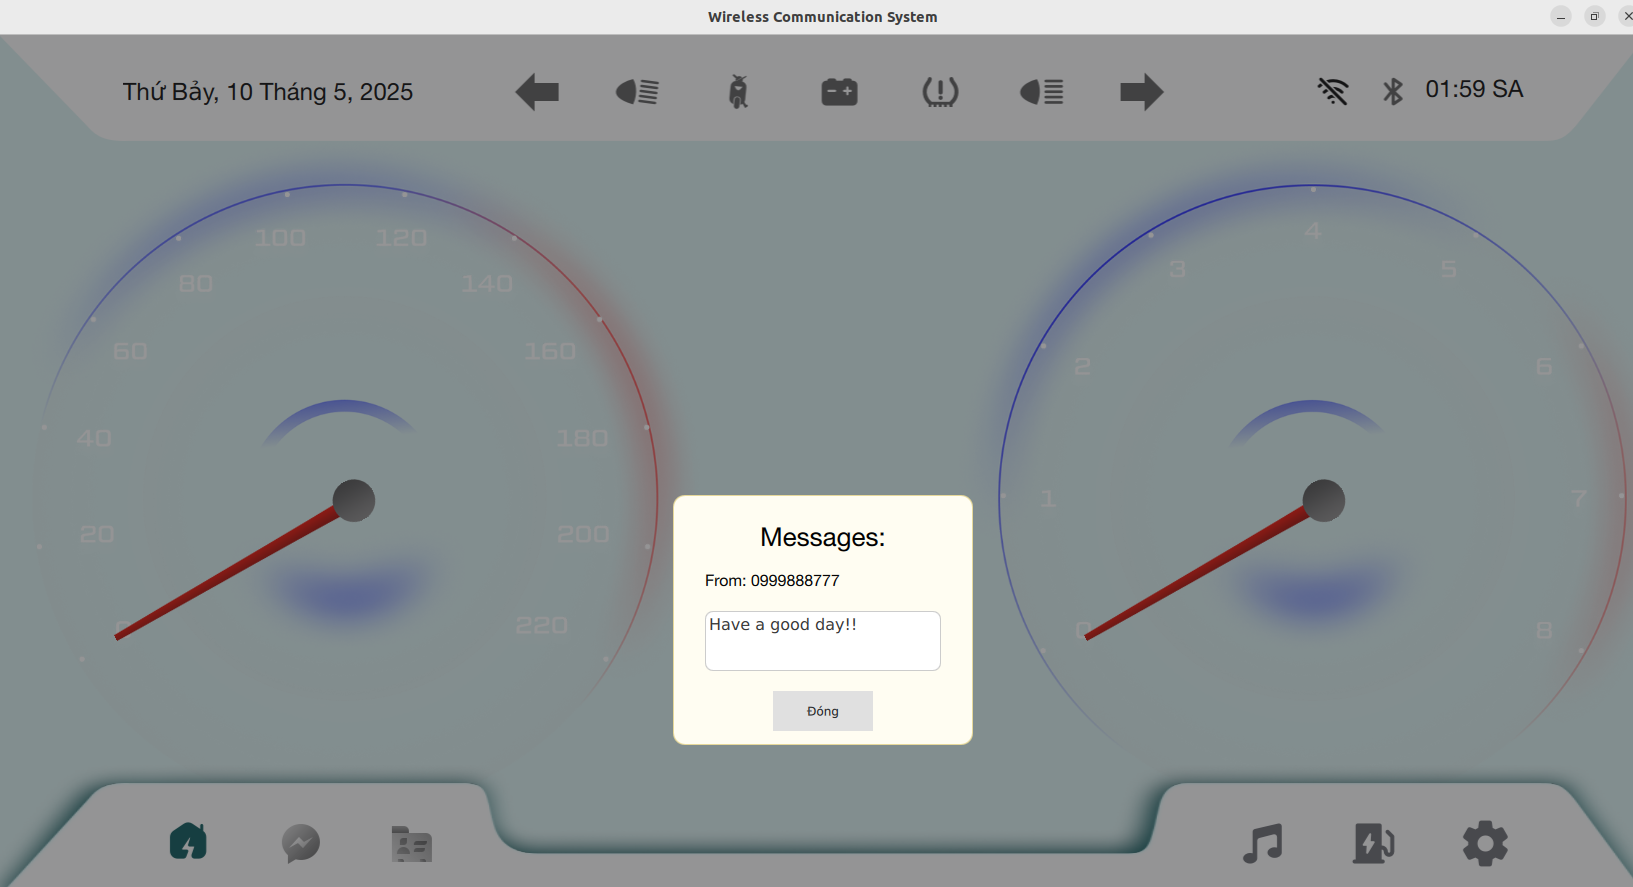 Wireless Communication System
Thứ Bảy, 10 Tháng 5, 2025
01:59 SA
100 120
80 140
60 160
40 180
20 200
0 220
4
3 5
2 6
1 7
0 8
Messages:
From: 0999888777
Have a good day!!
Đóng